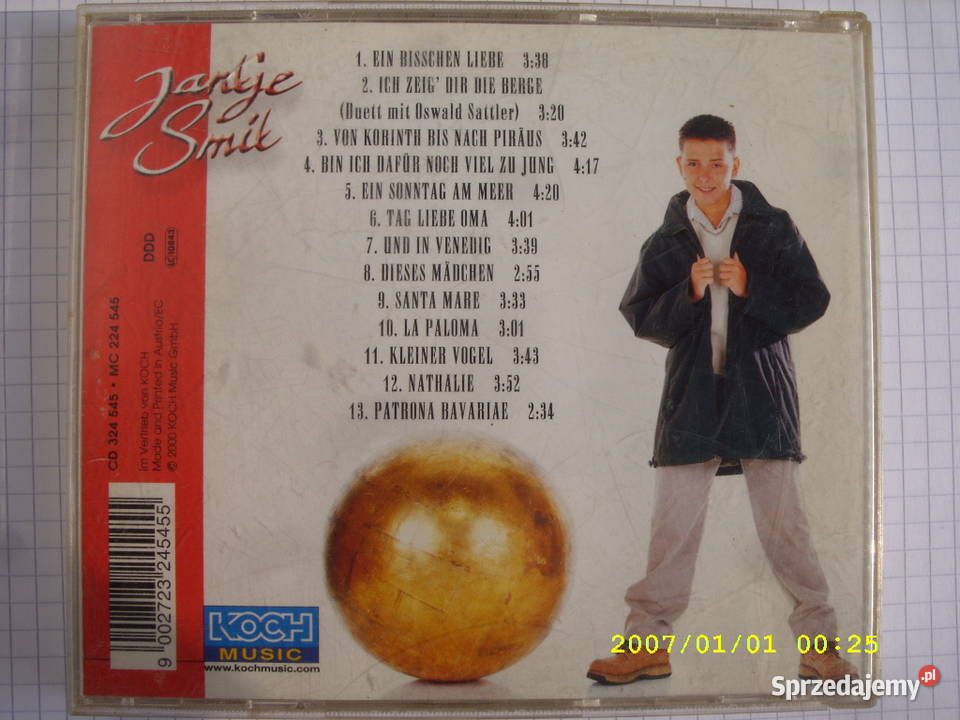 Jantje
Smit
1. EIN BISSCHEN LIEBE 3:38
2. ICH ZEIG' DIR DIE BERGE
(Duett mit Oswald Sattler) 3:20
3. VON KORINTH BIS NACH PIRÄUS 3:42
4. BIN ICH DAFÜR NOCH VIEL ZU JUNG 4:17
5. EIN SONNTAG AM MEER 4:20
6. TAG LIEBE OMA 4:01
7. UND IN VENEDIG 3:39
8. DIESES MÄDCHEN 2:55
9. SANTA MARE 3:33
10. LA PALOMA 3:01
11. KLEINER VOGEL 3:43
12. NATHALIE 3:52
13. PATRONA BAVARIAE 2:34
DDD
LC10843
CD 324 545 • MC 224 545
im Vertrieb von KOCH
Made and Printed in Austria/EC
© 2000 KOCH Music GmbH
9 002723 245455
KOCH
MUSIC
www.kochmusic.com
2007/01/01 00:25
Sprzedajemy.pl